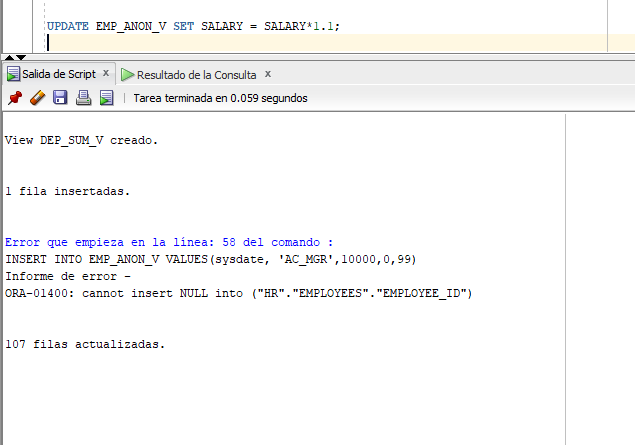 UPDATE EMP_ANON_V SET SALARY = SALARY*1.1;
Salida de Script x Resultado de la Consulta x
Tarea terminada en 0.059 segundos
View DEP_SUM_V creado.
1 fila insertadas.
Error que empieza en la línea: 58 del comando :
INSERT INTO EMP_ANON_V VALUES(sysdate, 'AC_MGR',10000,0,99)
Informe de error -
ORA-01400: cannot insert NULL into ("HR"."EMPLOYEES"."EMPLOYEE_ID")
107 filas actualizadas.